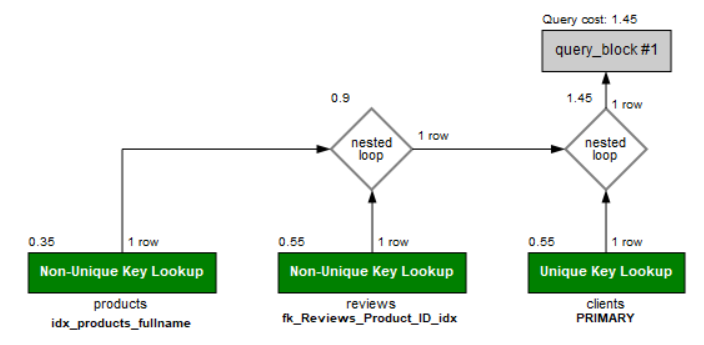 Query cost: 1.45
query_block #1
0.9
1.45
1 row
nested
loop
1 row
nested
loop
0.35
1 row
0.55
1 row
0.55
1 row
Non-Unique Key Lookup
Non-Unique Key Lookup
Unique Key Lookup
products
reviews
clients
idx_products_fullname
fk_Reviews_Product_ID_idx
PRIMARY